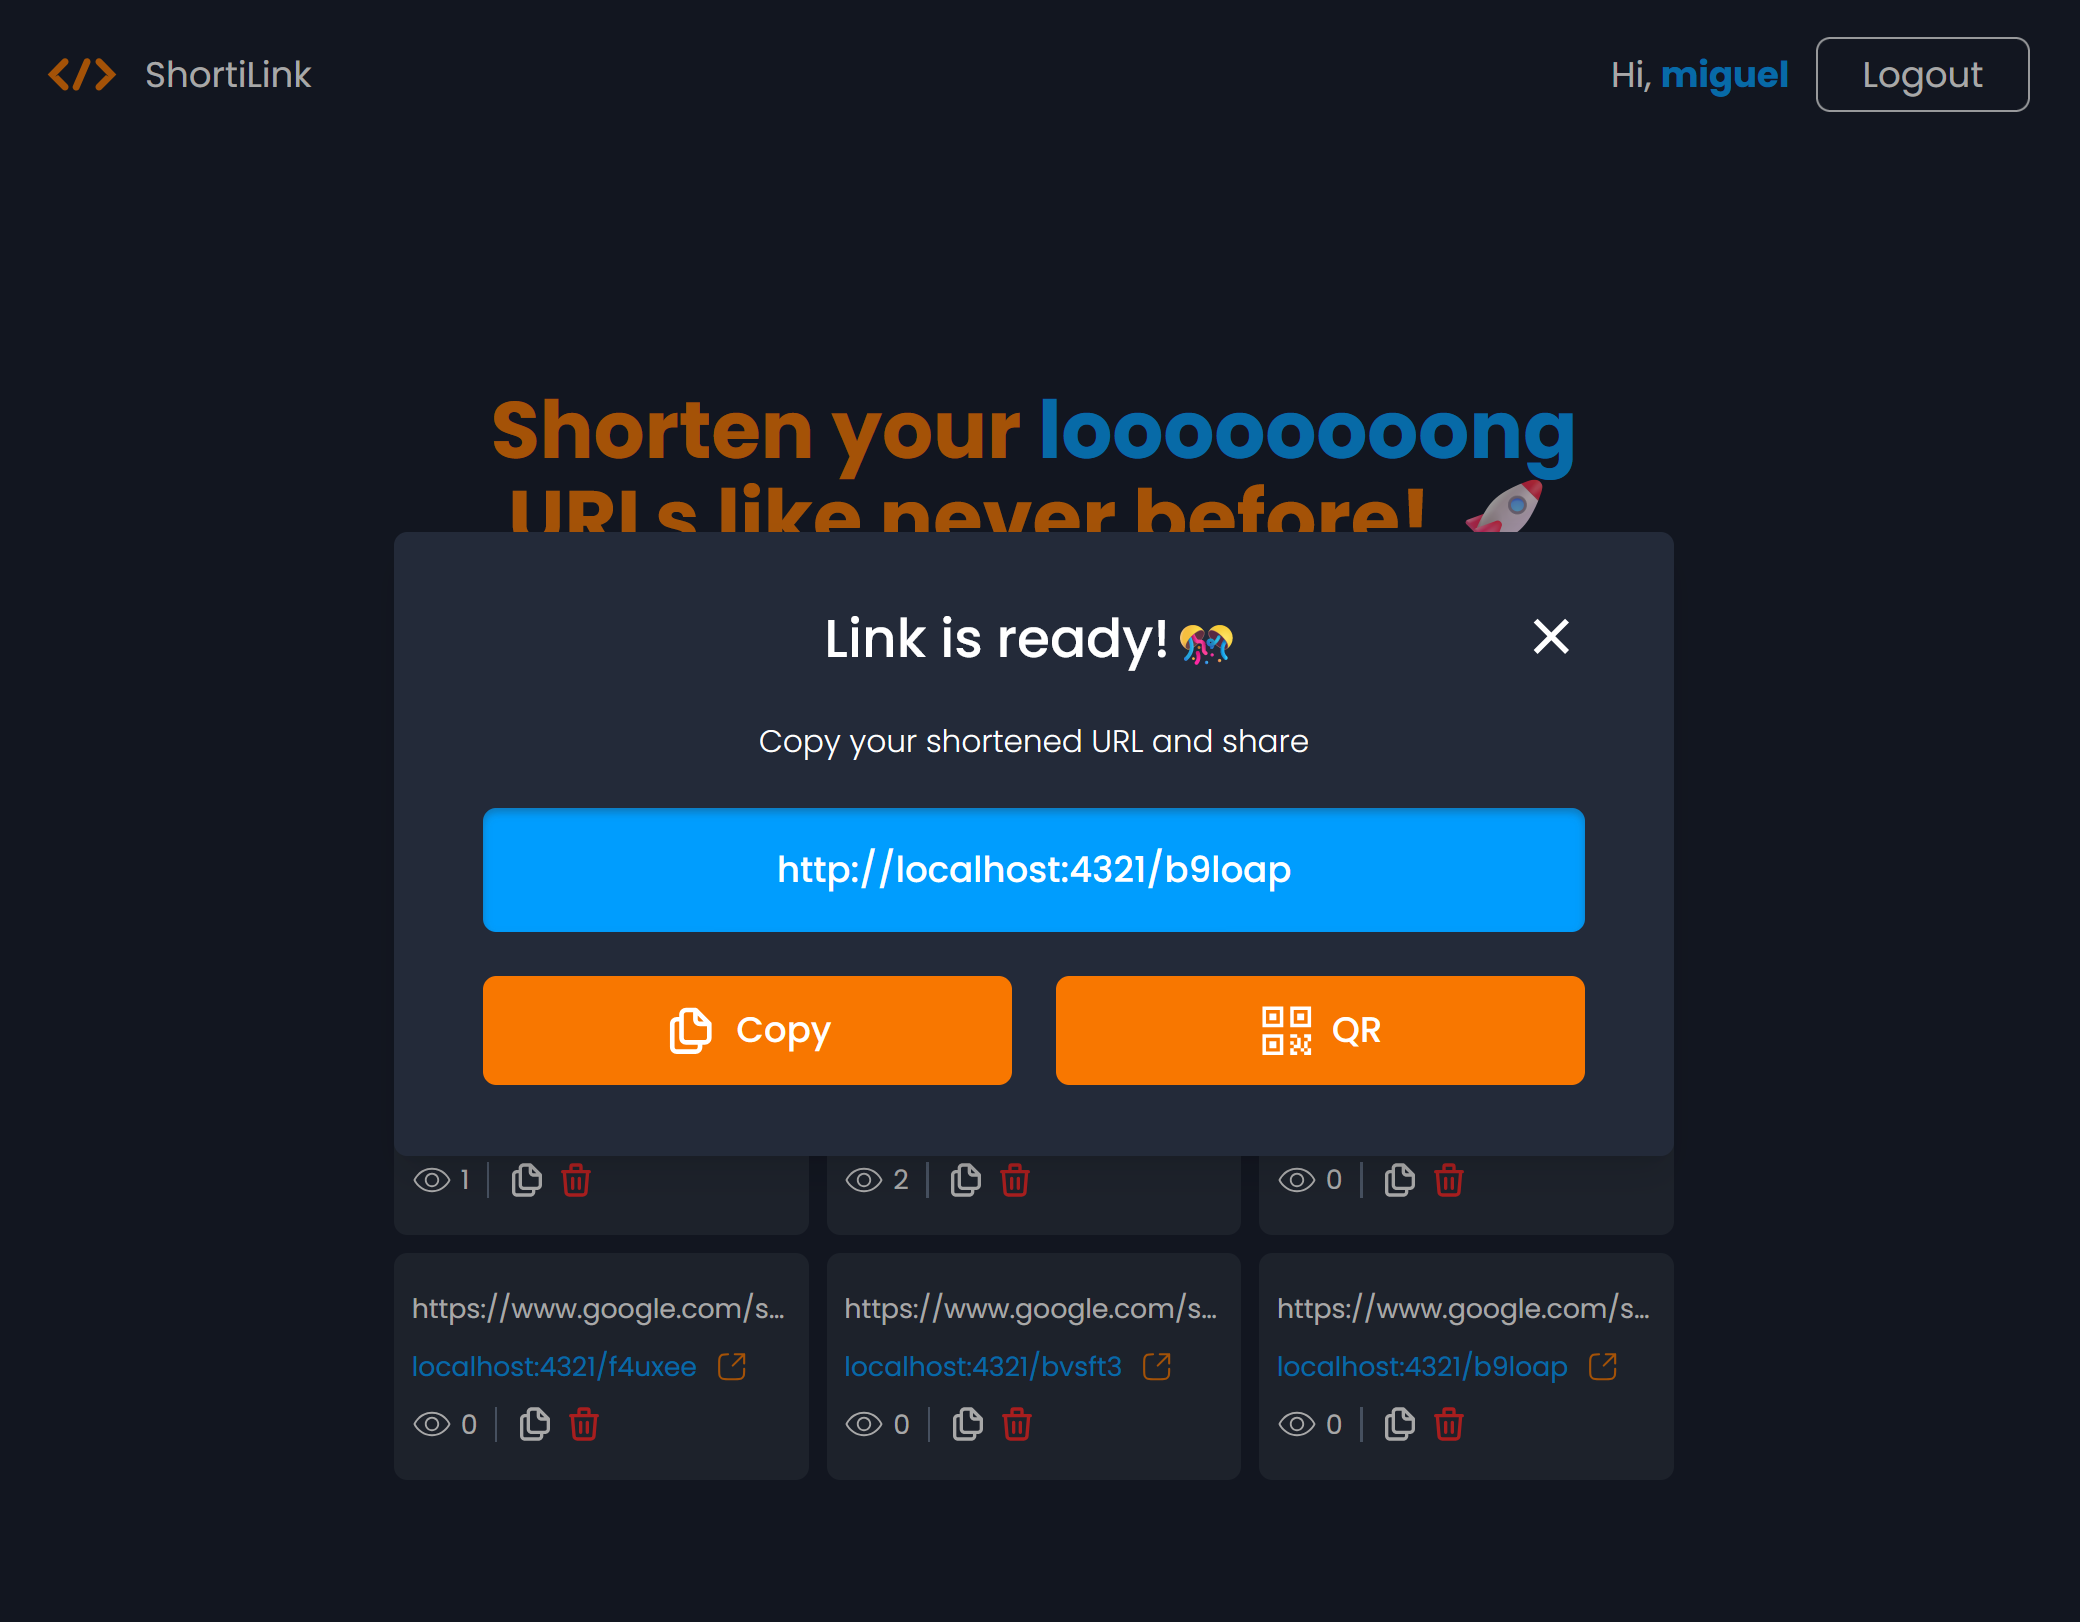 ShortiLink
Hi, miguel
Logout
Shorten your looooooooong
URLs like never before! 🚀
Link is ready! 🎊
Copy your shortened URL and share
http://localhost:4321/b9loap
Copy
QR
1
2
0
https://www.google.com/s...
localhost:4321/f4uxee
0
https://www.google.com/s...
localhost:4321/bvsft3
0
https://www.google.com/s...
localhost:4321/b9loap
0